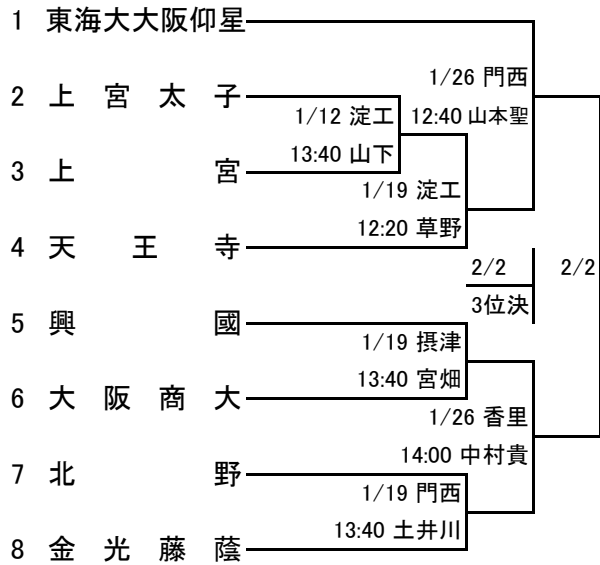 1 東海大大阪仰星
1/26 門西
2 上宮太子
1/12 淀工
12:40 山本聖
13:40 山下
3 上宮
1/19 淀工
12:20 草野
4 天王寺
2/2
2/2
3位決
5 興國
1/19 摂津
13:40 宮畑
6 大阪商大
1/26 香里
14:00 中村貴
7 北野
1/19 門西
13:40 土井川
8 金光藤蔭